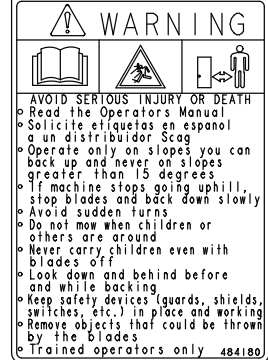 WARNING
AVOID SERIOUS INJURY OR DEATH
Read the Operators Manual
Solicite etiquetas en espanol
a un distribuidor Scag
Operate only on slopes you can
back up and never on slopes
greater than 15 degrees
If machine stops going uphill,
stop blades and back down slowly
Avoid sudden turns
Do not mow when children or
others are around
Never carry children even with
blades off
Look down and behind before
and while backing
Keep safety devices (guards, shields,
switches, etc.) in place and working
Remove objects that could be thrown
by the blades
Trained operators only 484180